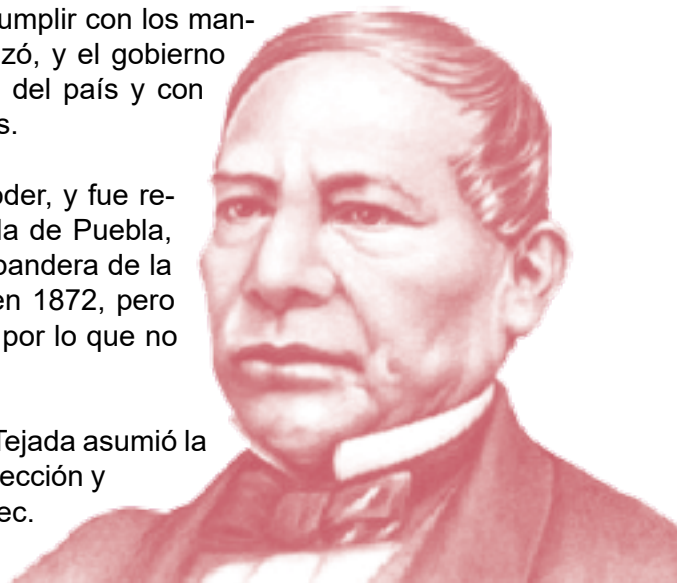 umplir con los man-
zó, y el gobierno
del país y con
s.
oder, y fue re-
la de Puebla,
bandera de la
en 1872, pero
por lo que no
Tejada asumió la
ección y
ec.